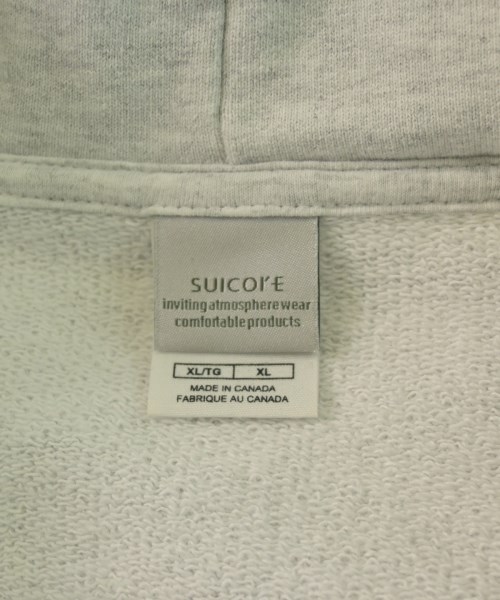 SUICOKE
inviting atmosphere wear
comfortable products
XL/TG XL
MADE IN CANADA
FABRIQUE AU CANADA